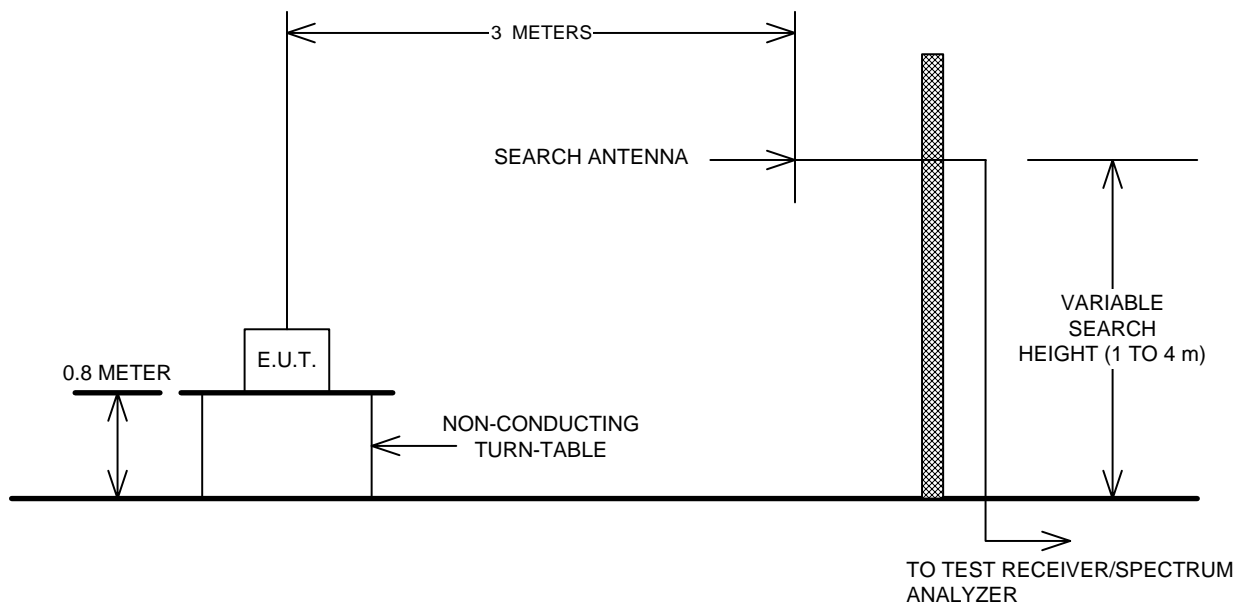 3 METERS
SEARCH ANTENNA
VARIABLE
SEARCH
HEIGHT (1 TO 4 m)
E.U.T.
0.8 METER
NON-CONDUCTING
TURN-TABLE
TO TEST RECEIVER/SPECTRUM
ANALYZER